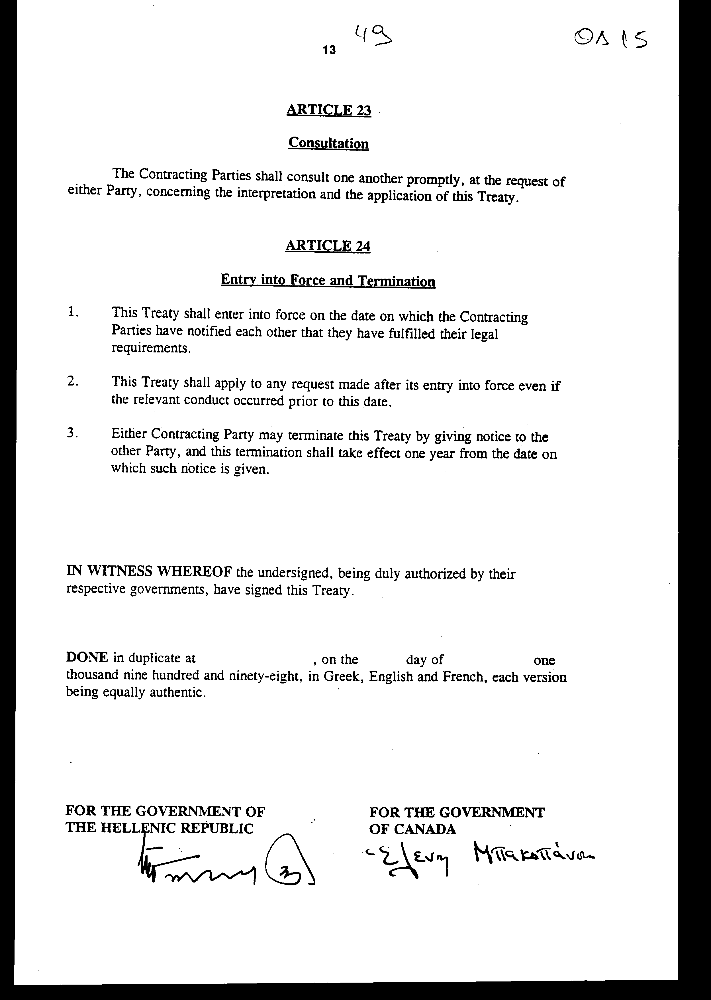 49
13
ARTICLE 23
Consultation
The Contracting Parties shall consult one another promptly, at the request of
either Party, concerning the interpretation and the application of this Treaty.
ARTICLE 24
Entry into Force and Termination
1. This Treaty shall enter into force on the date on which the Contracting
Parties have notified each other that they have fulfilled their legal
requirements.
2. This Treaty shall apply to any request made after its entry into force even if
the relevant conduct occurred prior to this date.
3. Either Contracting Party may terminate this Treaty by giving notice to the
other Party, and this termination shall take effect one year from the date on
which such notice is given.
IN WITNESS WHEREOF the undersigned, being duly authorized by their
respective governments, have signed this Treaty.
DONE in duplicate at , on the day of one
thousand nine hundred and ninety-eight, in Greek, English and French, each version
being equally authentic.
FOR THE GOVERNMENT OF
THE HELLENIC REPUBLIC
FOR THE GOVERNMENT
OF CANADA
Ελενη Μπακοπάνου